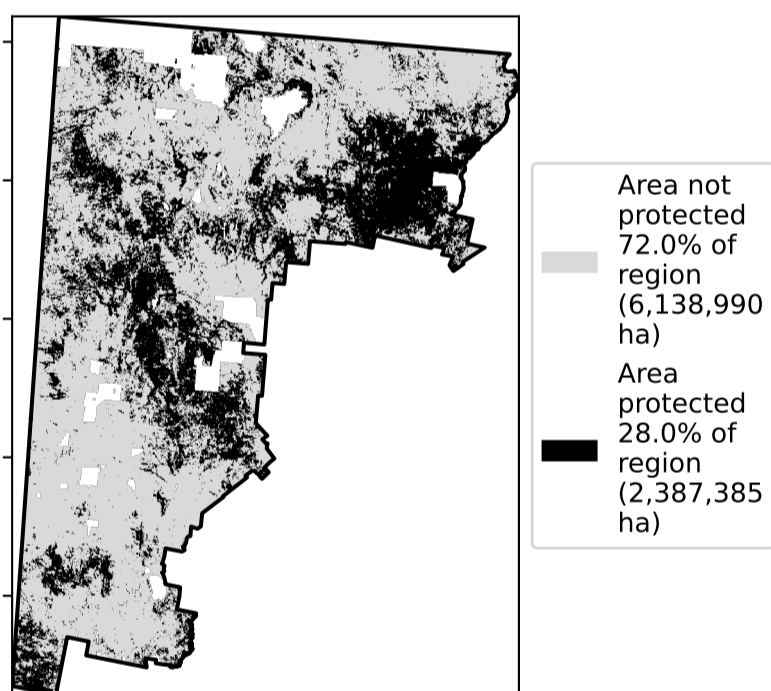 Area not
protected
72.0% of
region
(6,138,990
ha)
Area
protected
28.0% of
region
(2,387,385
ha)